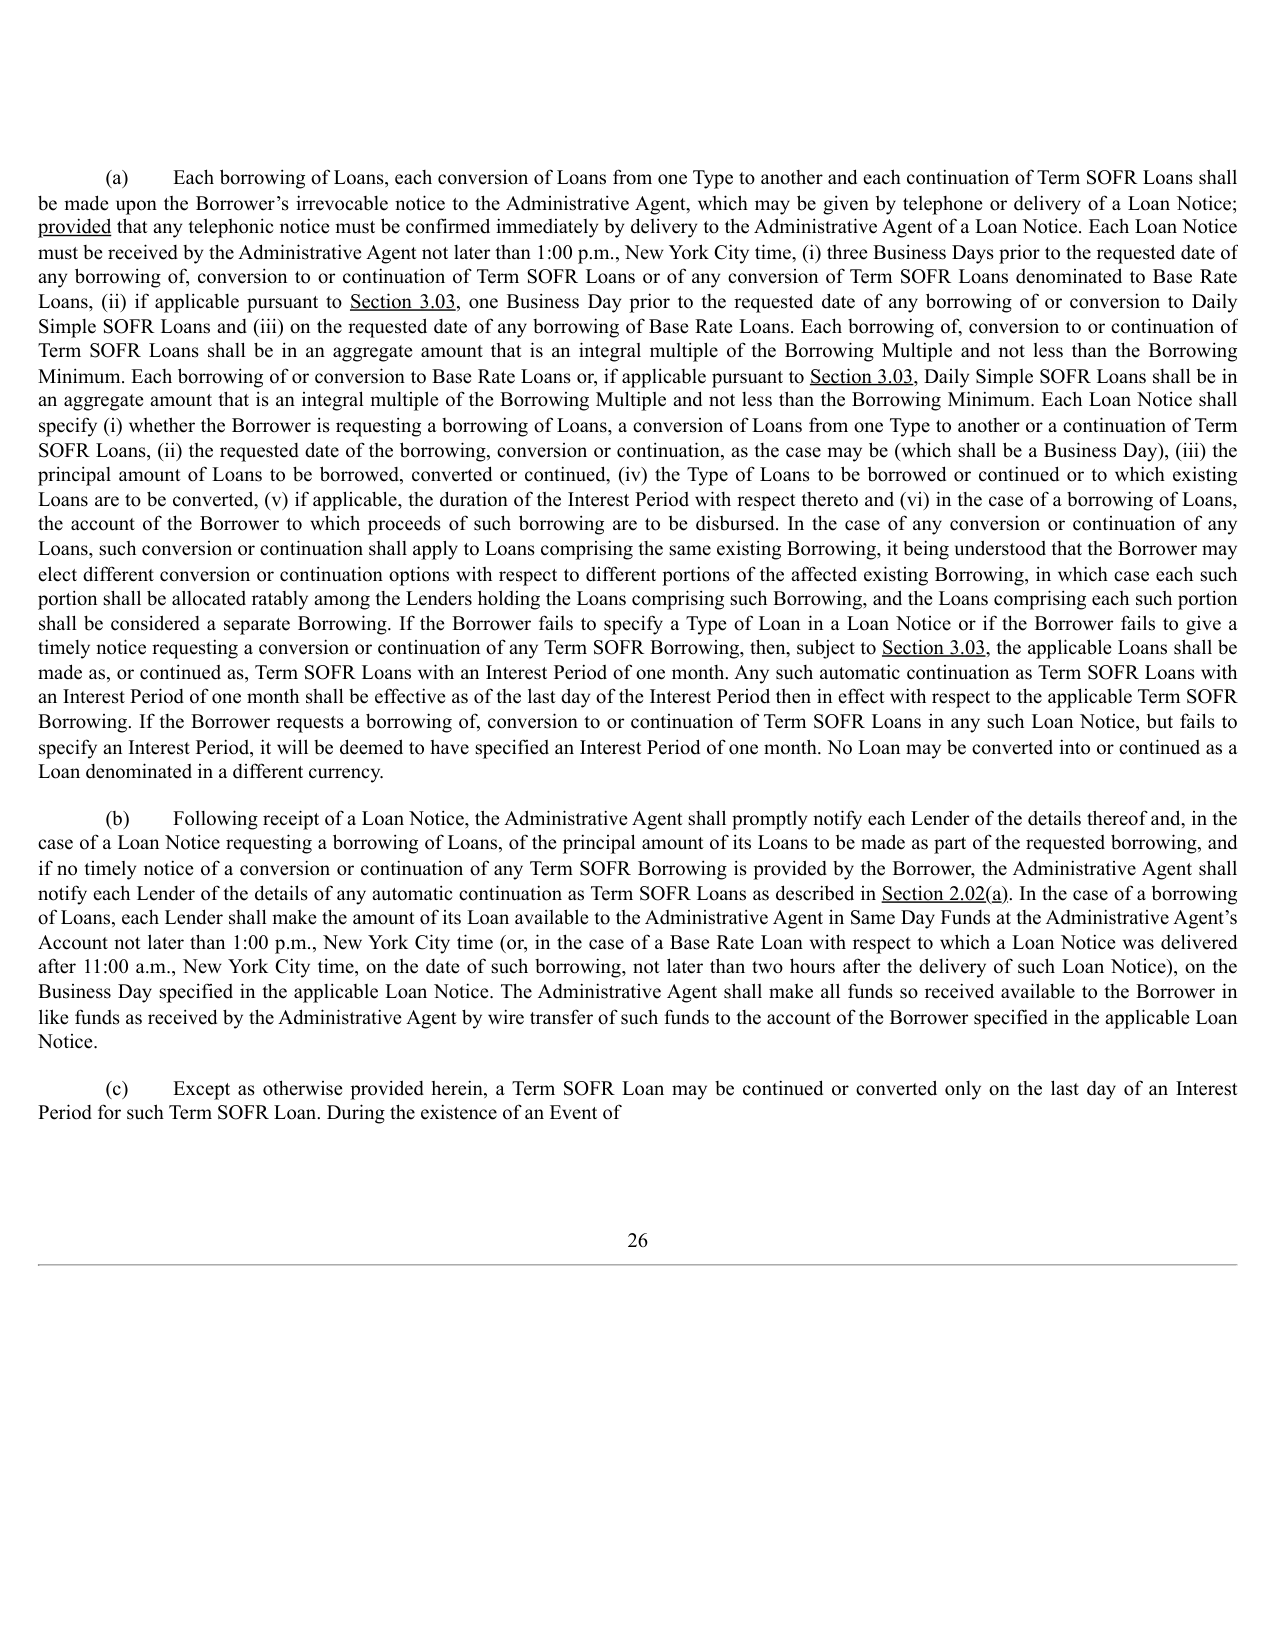 (a) Each borrowing of Loans, each conversion of Loans from one Type to another and each continuation of Term SOFR Loans shall
be made upon the Borrower’s irrevocable notice to the Administrative Agent, which may be given by telephone or delivery of a Loan Notice;
provided that any telephonic notice must be confirmed immediately by delivery to the Administrative Agent of a Loan Notice. Each Loan Notice
must be received by the Administrative Agent not later than 1:00 p.m., New York City time, (i) three Business Days prior to the requested date of
any borrowing of, conversion to or continuation of Term SOFR Loans or of any conversion of Term SOFR Loans denominated to Base Rate
Loans, (ii) if applicable pursuant to Section 3.03, one Business Day prior to the requested date of any borrowing of or conversion to Daily
Simple SOFR Loans and (iii) on the requested date of any borrowing of Base Rate Loans. Each borrowing of, conversion to or continuation of
Term SOFR Loans shall be in an aggregate amount that is an integral multiple of the Borrowing Multiple and not less than the Borrowing
Minimum. Each borrowing of or conversion to Base Rate Loans or, if applicable pursuant to Section 3.03, Daily Simple SOFR Loans shall be in
an aggregate amount that is an integral multiple of the Borrowing Multiple and not less than the Borrowing Minimum. Each Loan Notice shall
specify (i) whether the Borrower is requesting a borrowing of Loans, a conversion of Loans from one Type to another or a continuation of Term
SOFR Loans, (ii) the requested date of the borrowing, conversion or continuation, as the case may be (which shall be a Business Day), (iii) the
principal amount of Loans to be borrowed, converted or continued, (iv) the Type of Loans to be borrowed or continued or to which existing
Loans are to be converted, (v) if applicable, the duration of the Interest Period with respect thereto and (vi) in the case of a borrowing of Loans,
the account of the Borrower to which proceeds of such borrowing are to be disbursed. In the case of any conversion or continuation of any
Loans, such conversion or continuation shall apply to Loans comprising the same existing Borrowing, it being understood that the Borrower may
elect different conversion or continuation options with respect to different portions of the affected existing Borrowing, in which case each such
portion shall be allocated ratably among the Lenders holding the Loans comprising such Borrowing, and the Loans comprising each such portion
shall be considered a separate Borrowing. If the Borrower fails to specify a Type of Loan in a Loan Notice or if the Borrower fails to give a
timely notice requesting a conversion or continuation of any Term SOFR Borrowing, then, subject to Section 3.03, the applicable Loans shall be
made as, or continued as, Term SOFR Loans with an Interest Period of one month. Any such automatic continuation as Term SOFR Loans with
an Interest Period of one month shall be effective as of the last day of the Interest Period then in effect with respect to the applicable Term SOFR
Borrowing. If the Borrower requests a borrowing of, conversion to or continuation of Term SOFR Loans in any such Loan Notice, but fails to
specify an Interest Period, it will be deemed to have specified an Interest Period of one month. No Loan may be converted into or continued as a
Loan denominated in a different currency.
(b) Following receipt of a Loan Notice, the Administrative Agent shall promptly notify each Lender of the details thereof and, in the
case of a Loan Notice requesting a borrowing of Loans, of the principal amount of its Loans to be made as part of the requested borrowing, and
if no timely notice of a conversion or continuation of any Term SOFR Borrowing is provided by the Borrower, the Administrative Agent shall
notify each Lender of the details of any automatic continuation as Term SOFR Loans as described in Section 2.02(a). In the case of a borrowing
of Loans, each Lender shall make the amount of its Loan available to the Administrative Agent in Same Day Funds at the Administrative Agent’s
Account not later than 1:00 p.m., New York City time (or, in the case of a Base Rate Loan with respect to which a Loan Notice was delivered
after 11:00 a.m., New York City time, on the date of such borrowing, not later than two hours after the delivery of such Loan Notice), on the
Business Day specified in the applicable Loan Notice. The Administrative Agent shall make all funds so received available to the Borrower in
like funds as received by the Administrative Agent by wire transfer of such funds to the account of the Borrower specified in the applicable Loan
Notice.
(c) Except as otherwise provided herein, a Term SOFR Loan may be continued or converted only on the last day of an Interest
Period for such Term SOFR Loan. During the existence of an Event of
26